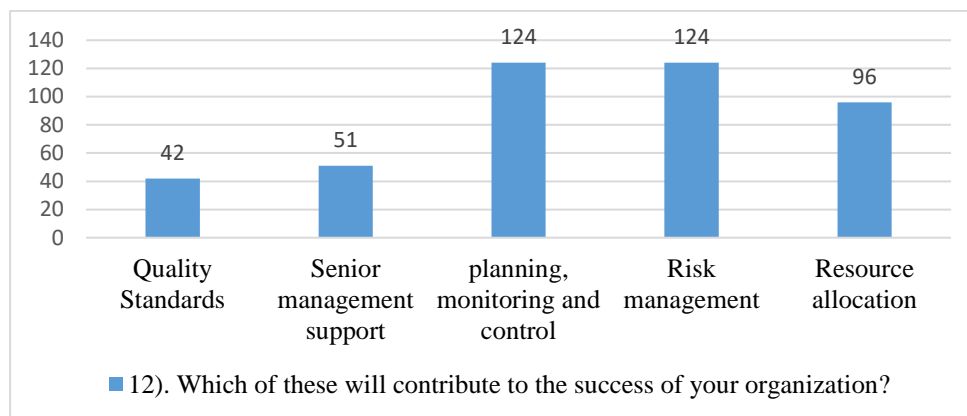 140
120
100
80
60
40
20
0
42
51
124
124
96
Quality
Standards
Senior
management
support
planning,
monitoring and
control
Risk
management
Resource
allocation
12). Which of these will contribute to the success of your organization?